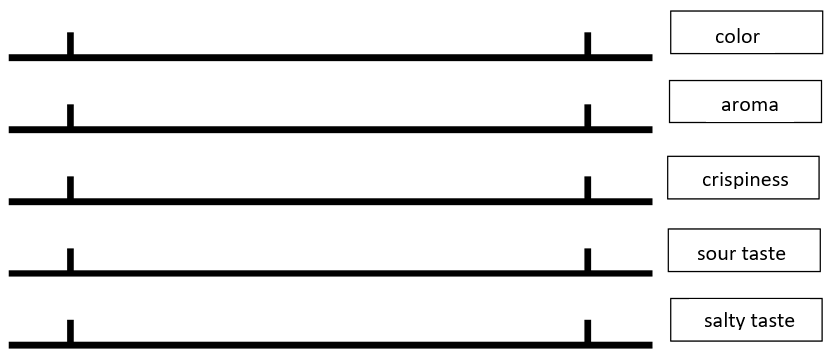 color
aroma
crispiness
sour taste
salty taste